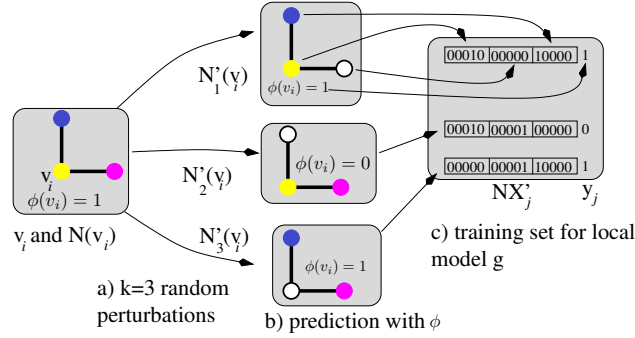 N'₁(vᵢ)
ϕ(vᵢ) = 1
00010 00000 10000 1
00010 00001 00000 0
00000 00001 10000 1
NX'ⱼ yⱼ
c) training set for local
model g
vᵢ
ϕ(vᵢ) = 1
vᵢ and N(vᵢ)
N'₂(vᵢ)
ϕ(vᵢ) = 0
N'₃(vᵢ)
ϕ(vᵢ) = 1
a) k=3 random
perturbations
b) prediction with ϕ